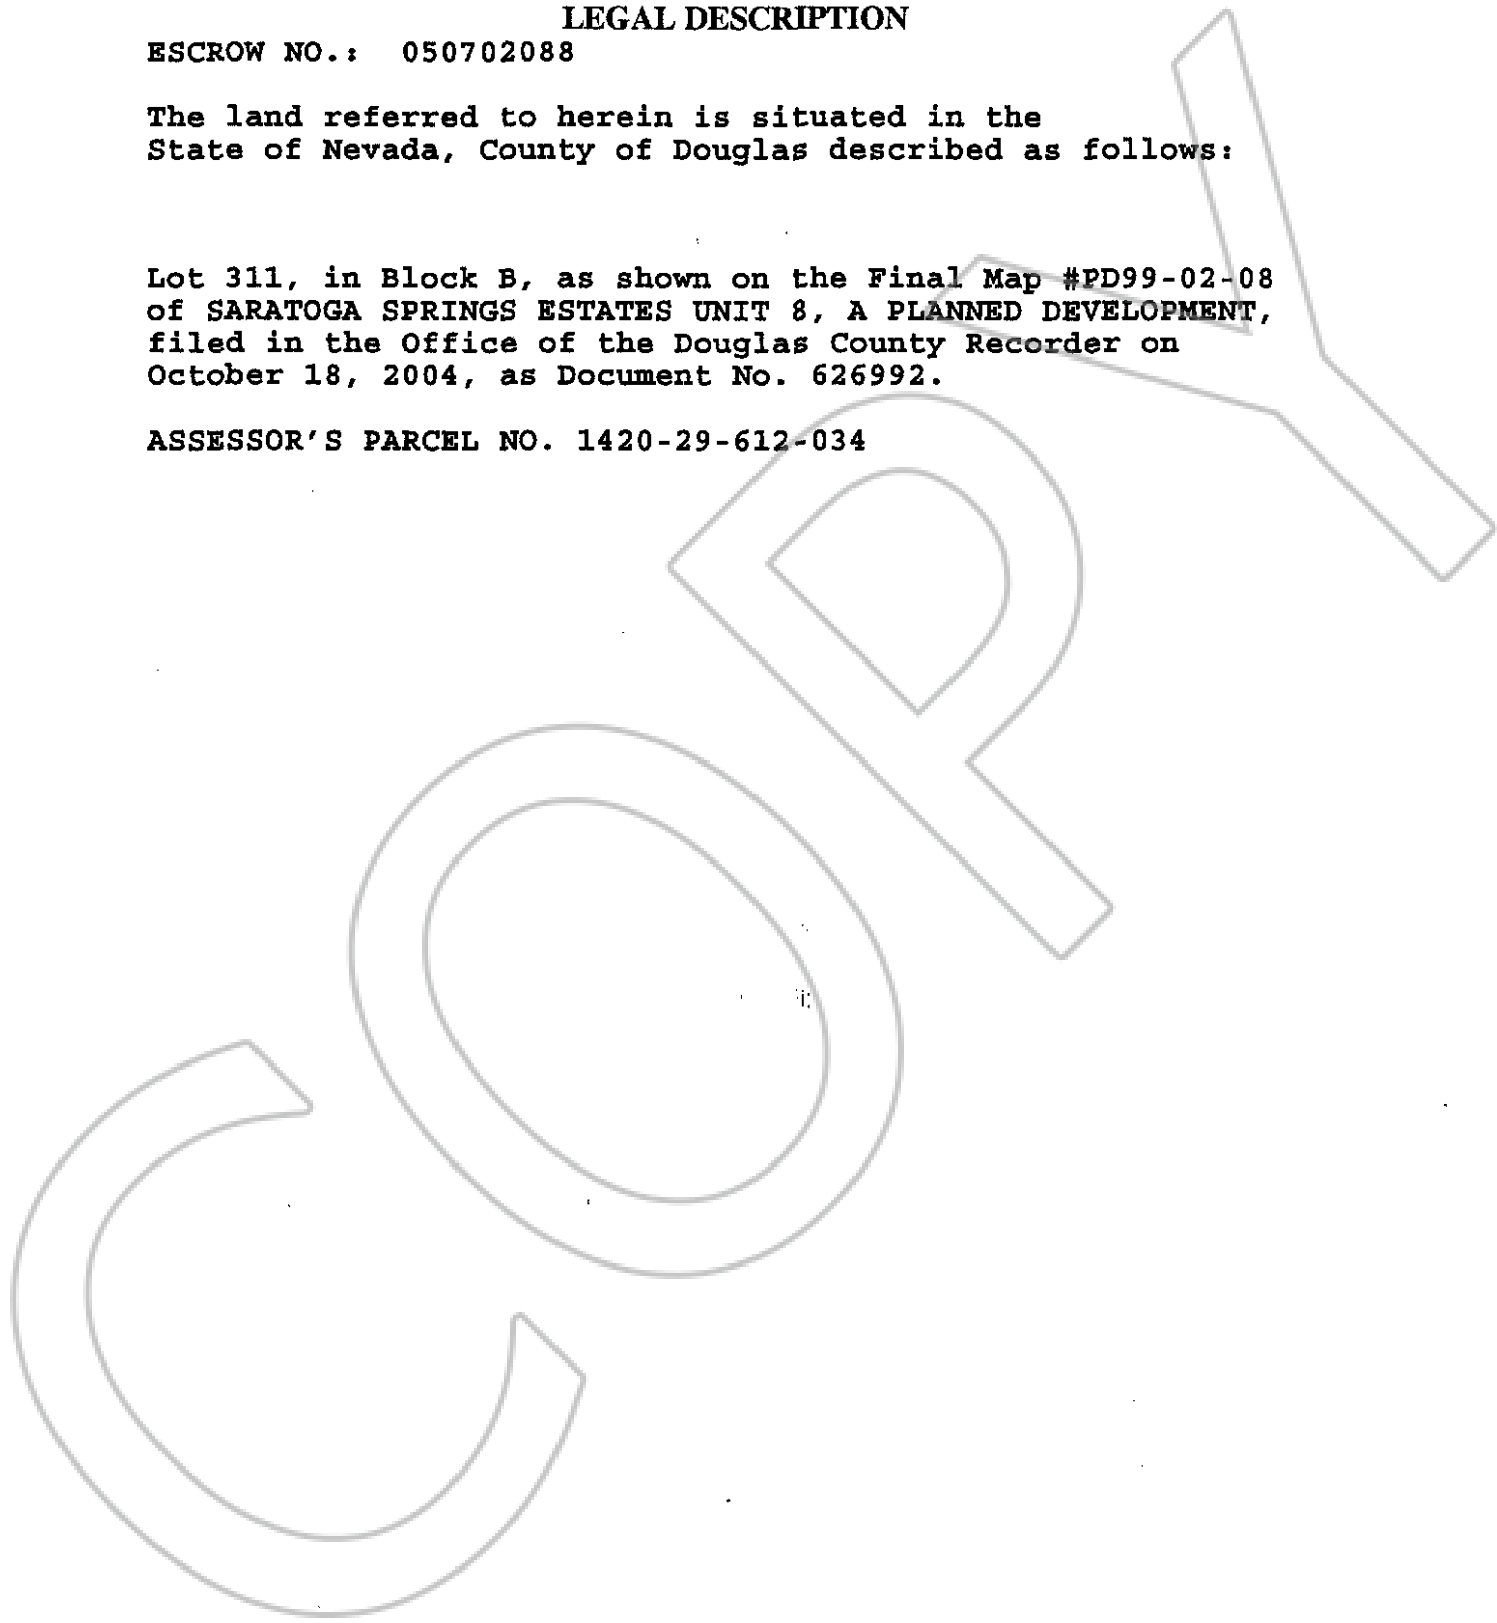 LEGAL DESCRIPTION
ESCROW NO.: 050702088
The land referred to herein is situated in the
State of Nevada, County of Douglas described as follows:
Lot 311, in Block B, as shown on the Final Map #PD99-02-08
of SARATOGA SPRINGS ESTATES UNIT 8, A PLANNED DEVELOPMENT,
filed in the Office of the Douglas County Recorder on
October 18, 2004, as Document No. 626992.
ASSESSOR'S PARCEL NO. 1420-29-612-034
COPY